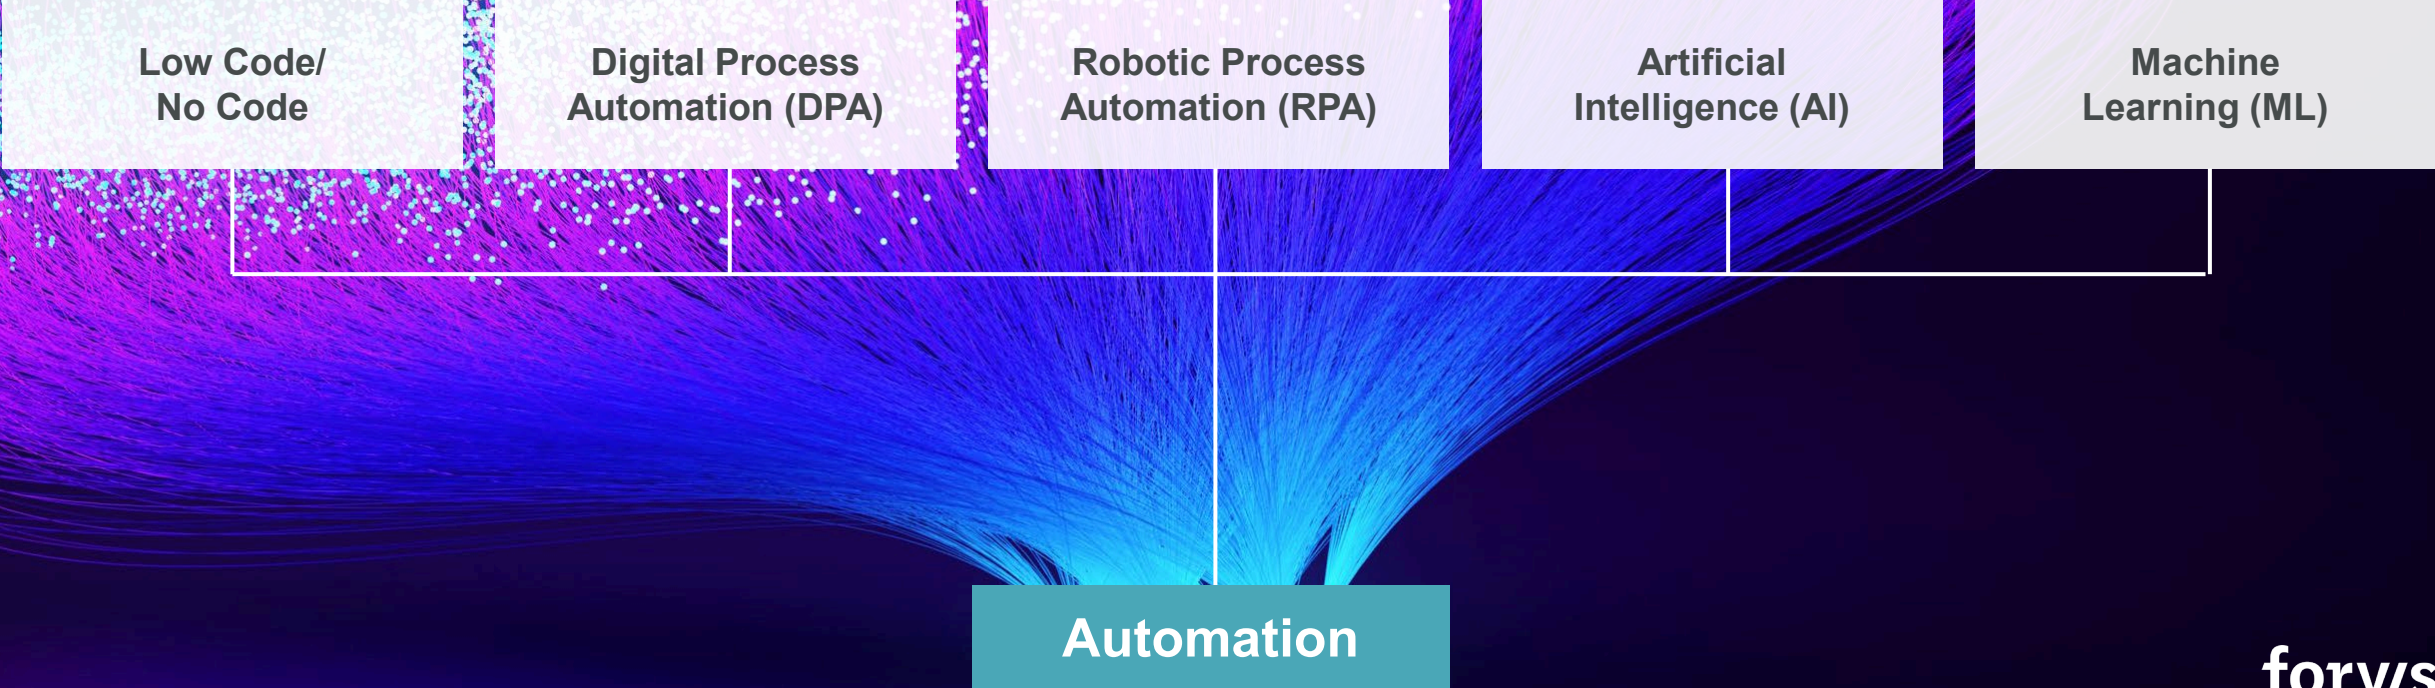 Low Code/
No Code
Digital Process
Automation (DPA)
Robotic Process
Automation (RPA)
Artificial
Intelligence (AI)
Machine
Learning (ML)
Automation
forvis